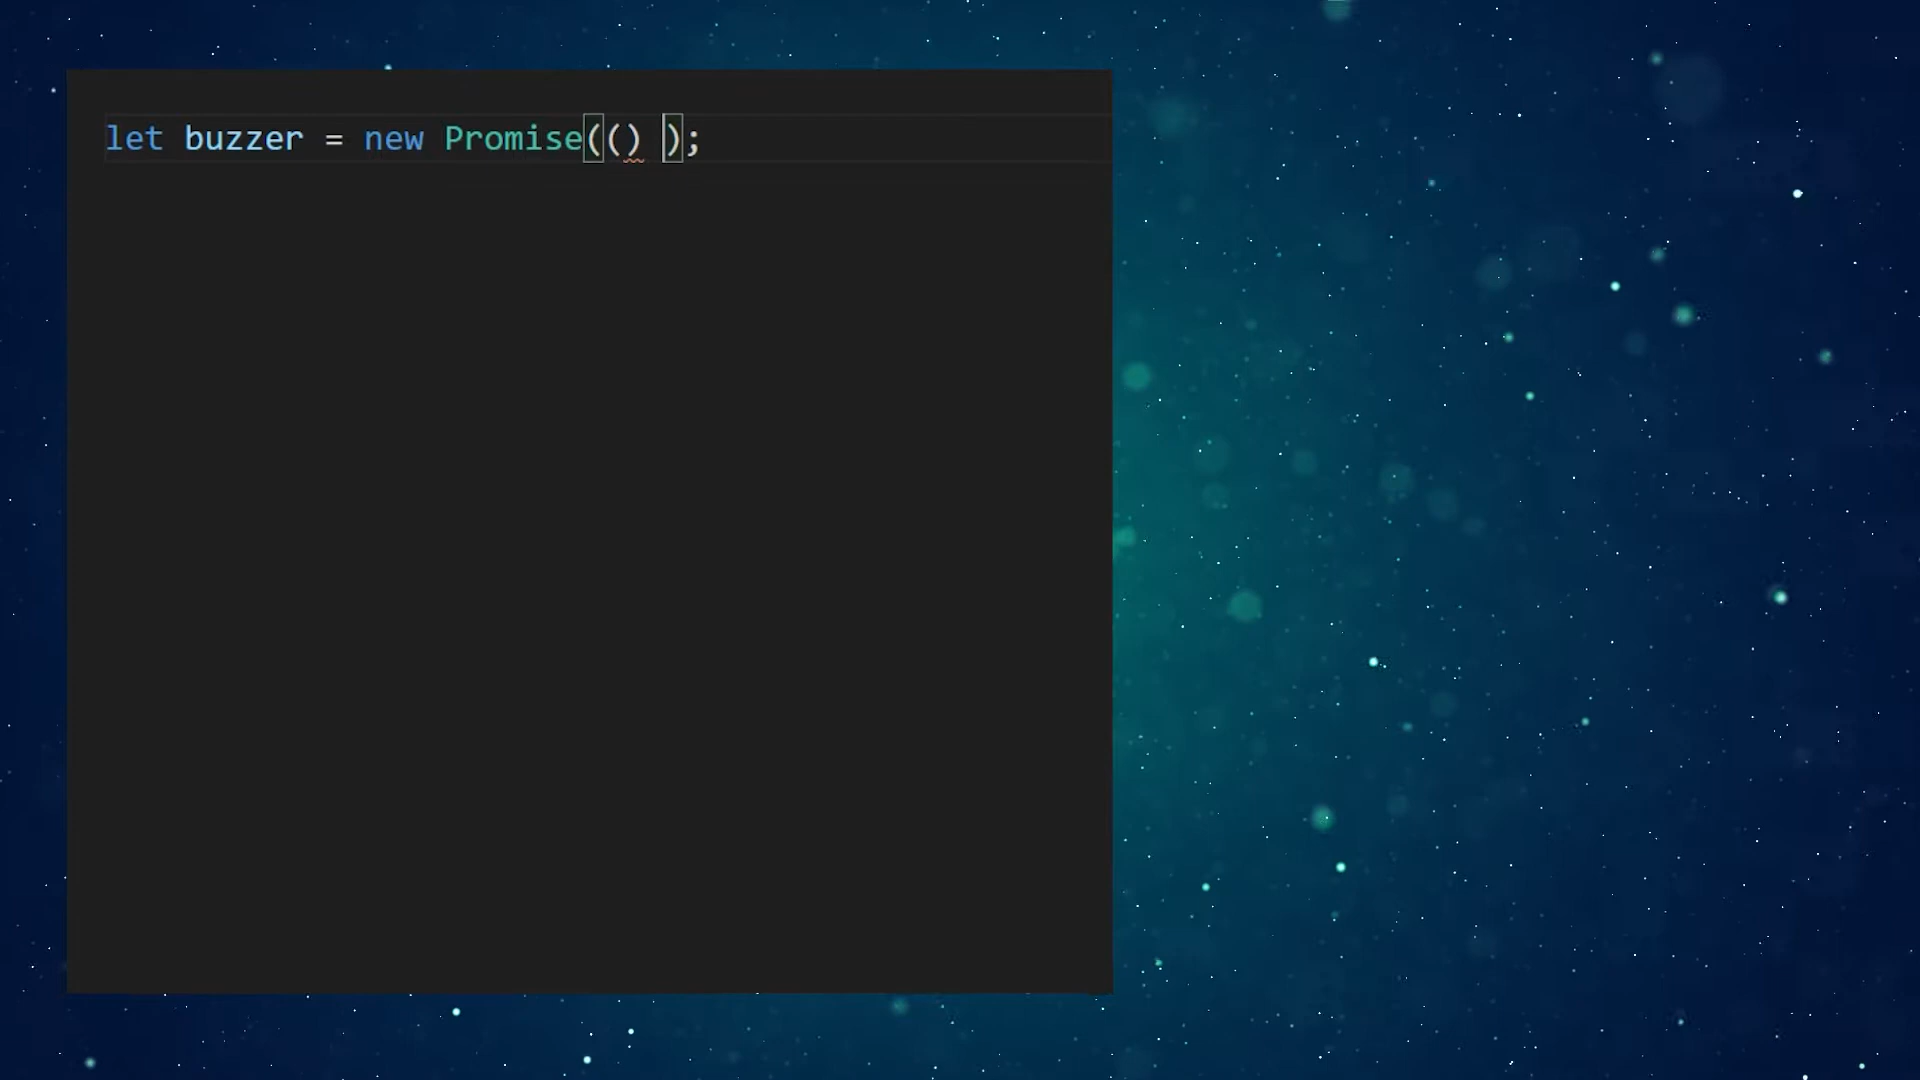 let buzzer = new Promise(() );